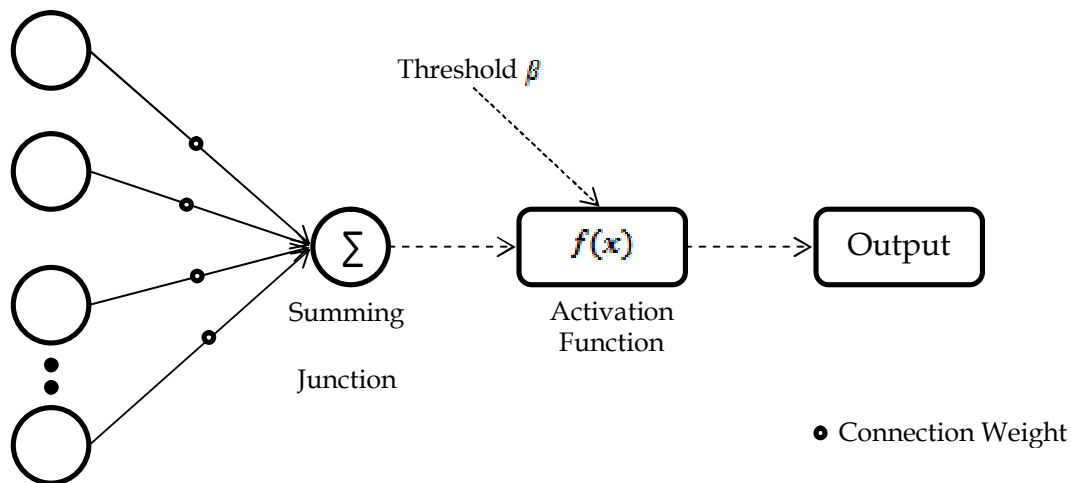 Threshold β
∑
f(x)
Output
Summing
Junction
Activation
Function
Connection Weight